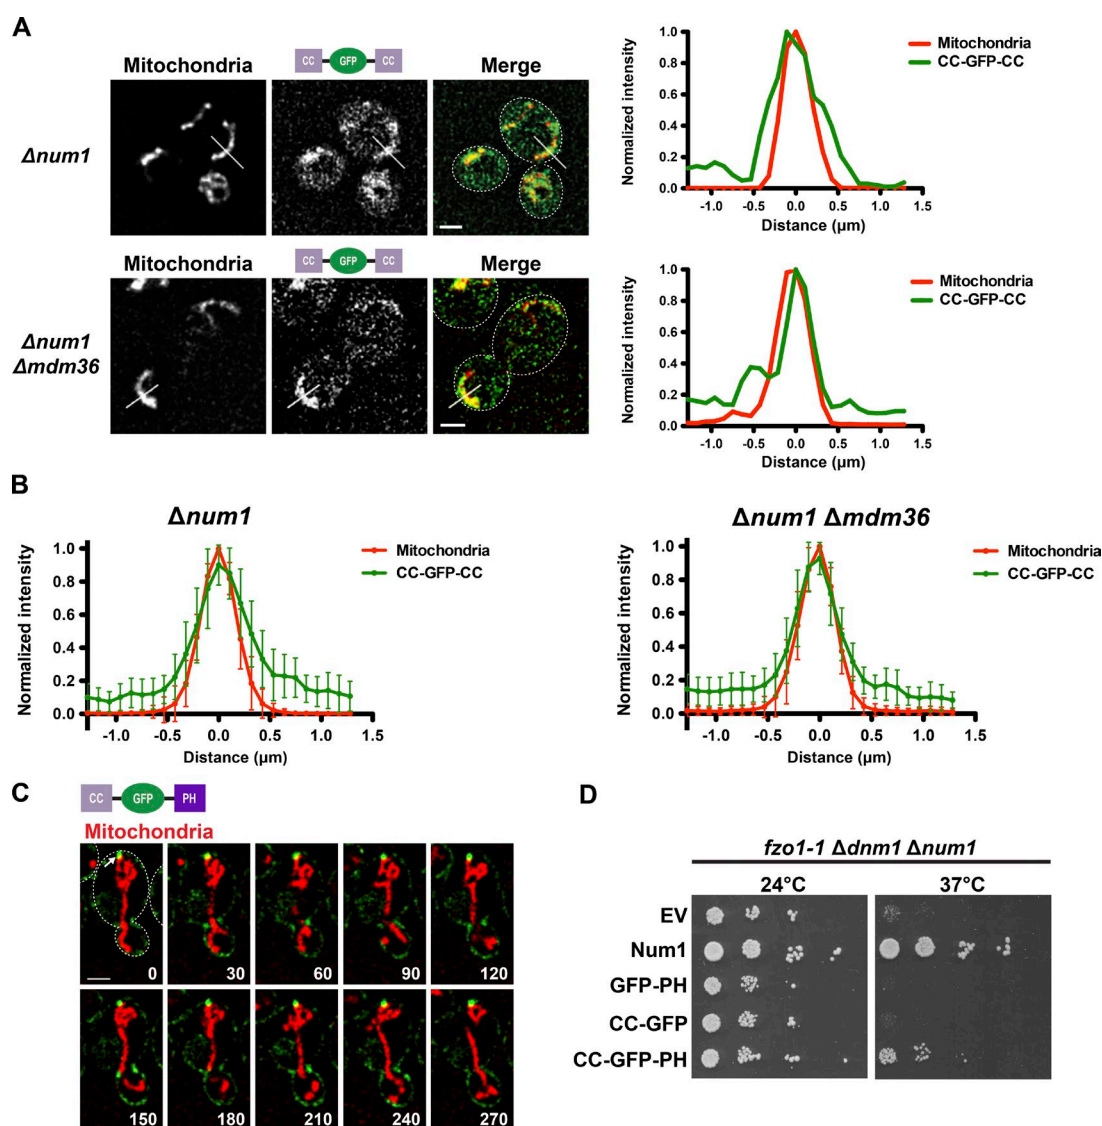 A
Mitochondria
CC GFP CC
Merge
Δnum1
Normalized intensity
1.0
0.8
0.6
0.4
0.2
0.0
-1.0 -0.5 0.0 0.5 1.0 1.5
Distance (µm)
Mitochondria
CC-GFP-CC
Mitochondria
CC GFP CC
Merge
Δnum1
Δmdm36
Normalized intensity
1.0
0.8
0.6
0.4
0.2
0.0
-1.0 -0.5 0.0 0.5 1.0 1.5
Distance (µm)
Mitochondria
CC-GFP-CC
B
Δnum1
Normalized intensity
1.0
0.8
0.6
0.4
0.2
0.0
-1.0 -0.5 0.0 0.5 1.0 1.5
Distance (µm)
Mitochondria
CC-GFP-CC
Δnum1 Δmdm36
Normalized intensity
1.0
0.8
0.6
0.4
0.2
0.0
-1.0 -0.5 0.0 0.5 1.0 1.5
Distance (µm)
Mitochondria
CC-GFP-CC
C
CC GFP PH
Mitochondria
0 30 60 90 120
150 180 210 240 270
D
fzo1-1 Δdnm1 Δnum1
24°C 37°C
EV
Num1
GFP-PH
CC-GFP
CC-GFP-PH